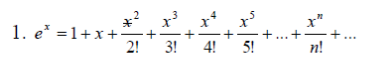 1. e^x = 1 + x + x^2/2! + x^3/3! + x^4/4! + x^5/5! + ... + x^n/n! + ...